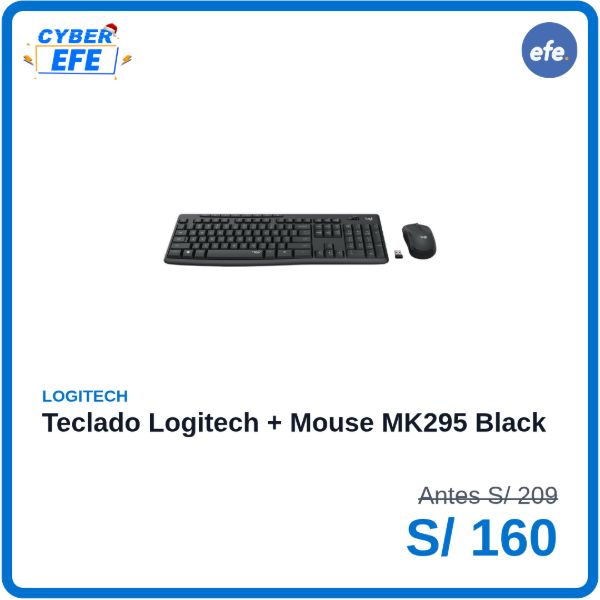 CYBER
EFE
efe.
LOGITECH
Teclado Logitech + Mouse MK295 Black
Antes S/ 209
S/ 160